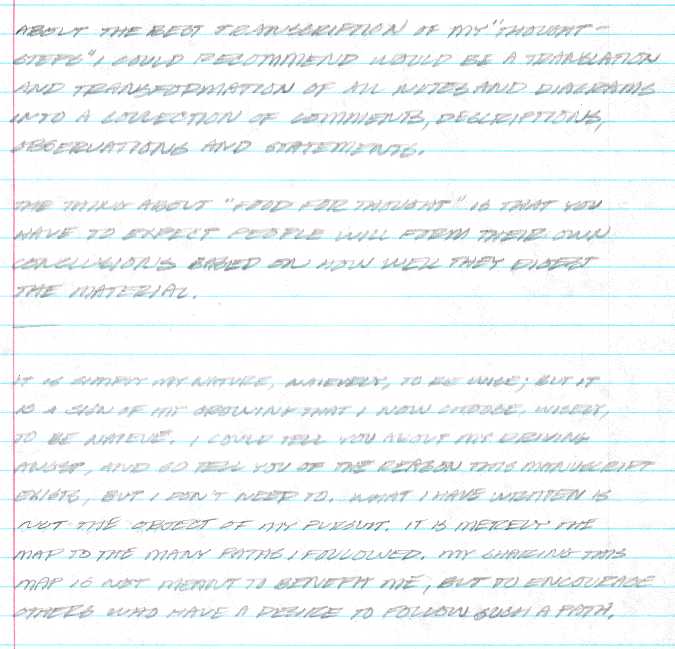 ABOUT THE BEST TRANSCRIPTION OF MY "THOUGHT-
STEPS" I COULD RECOMMEND WOULD BE A TRANSLATION
AND TRANSFORMATION OF ALL NOTES AND DIAGRAMS
INTO A COLLECTION OF COMMENTS, DESCRIPTIONS,
OBSERVATIONS AND STATEMENTS.
THE THING ABOUT "FOOD FOR THOUGHT" IS THAT YOU
HAVE TO EXPECT PEOPLE WILL FORM THEIR OWN
CONCLUSIONS BASED ON HOW WELL THEY DIGEST
THE MATERIAL.
IT IS SIMPLY MY NATURE, NAIEVELY, TO BE WISE; BUT IT
IS A SIGN OF MY GROWING THAT I NOW CHOOSE, WISELY,
TO BE NAIEVE. I COULD TELL YOU ABOUT MY DRIVING
ANGST, AND SO TELL YOU OF THE REASON THIS MANUSCRIPT
EXISTS, BUT I DON'T NEED TO. WHAT I HAVE WRITTEN IS
NOT THE OBJECT OF MY PURSUIT. IT IS MERELY THE
MAP TO THE MANY PATHS I FOLLOWED. MY SHARING THIS
MAP IS NOT MEANT TO BENEFIT ME, BUT TO ENCOURAGE
OTHERS WHO HAVE A DESIRE TO FOLLOW SUCH A PATH.